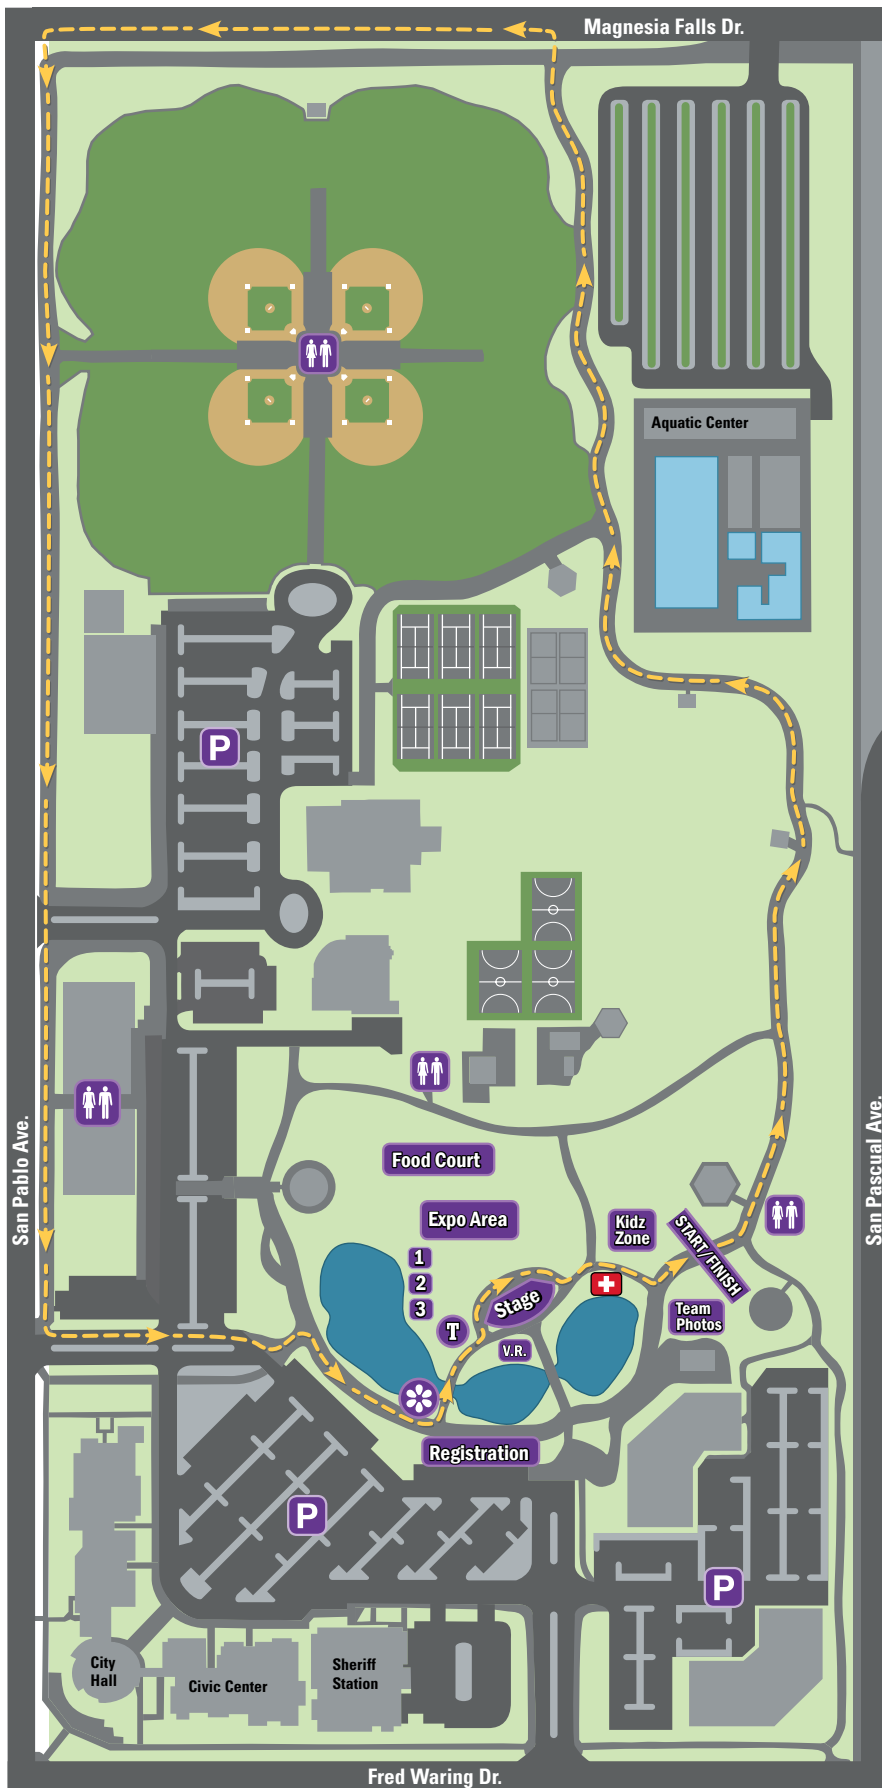 Magnesia Falls Dr.
Aquatic Center
P
San Pablo Ave.
San Pascual Ave.
Food Court
Expo Area
Kidz
Zone
START/FINISH
1
2
3
Stage
T
Team
Photos
V.R.
Registration
P
P
City
Hall
Civic Center
Sheriff
Station
Fred Waring Dr.